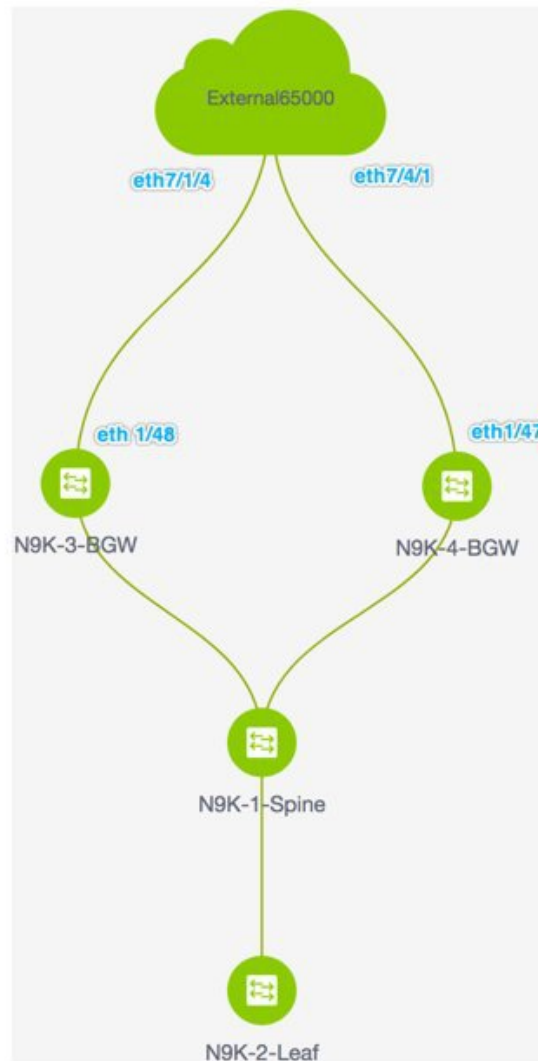 External65000
eth7/1/4
eth7/4/1
eth 1/48
eth1/47
N9K-3-BGW
N9K-4-BGW
N9K-1-Spine
N9K-2-Leaf